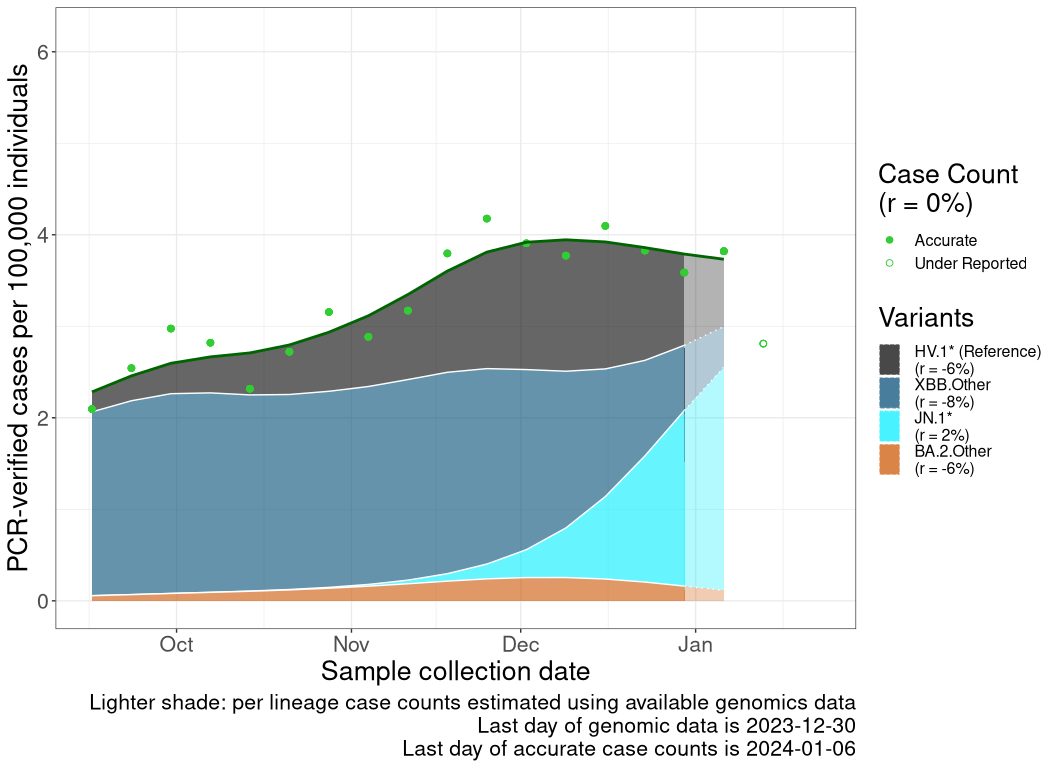 PCR-verified cases per 100,000 individuals
6
4
2
0
Oct Nov Dec Jan
Sample collection date
Lighter shade: per lineage case counts estimated using available genomics data
Last day of genomic data is 2023-12-30
Last day of accurate case counts is 2024-01-06
Case Count
(r = 0%)
Accurate
Under Reported
Variants
HV.1* (Reference)
(r = -6%)
XBB.Other
(r = -8%)
JN.1*
(r = 2%)
BA.2.Other
(r = -6%)